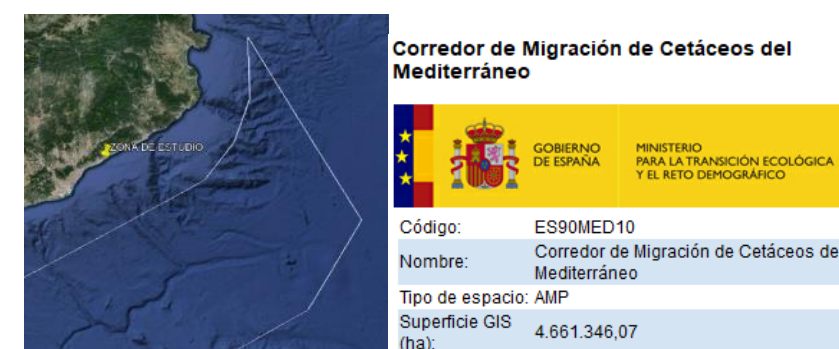 ZONA DE ESTUDIO
Corredor de Migración de Cetáceos del
Mediterráneo
GOBIERNO
DE ESPAÑA
MINISTERIO
PARA LA TRANSICIÓN ECOLÓGICA
Y EL RETO DEMOGRÁFICO
Código: ES90MED10
Nombre: Corredor de Migración de Cetáceos de
Mediterráneo
Tipo de espacio: AMP
Superficie GIS
(ha): 4.661.346,07